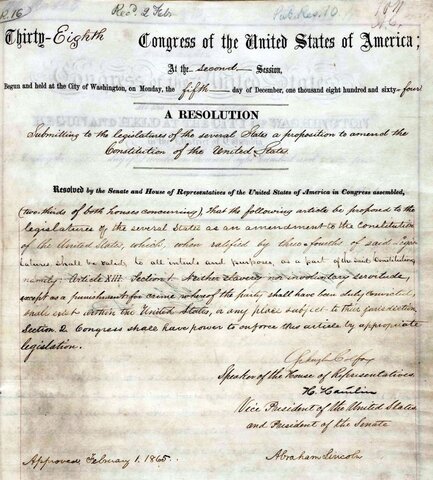 R. 16 Rec'd 2 Feb. Pub. Res. 10
Thirty-Eighth Congress of the United States of America;
At the second Session,
Begun and held at the City of Washington, on Monday, the fifth day of December, one thousand eight hundred and sixty-four
A RESOLUTION
Submitting to the legislatures of the several States a proposition to amend the
Constitution of the United States.
Resolved by the Senate and House of Representatives of the United States of America in Congress assembled,
(two-thirds of both houses concurring), That the following article be proposed to the
legislatures of the several States as an amendment to the constitution
of the United States, which, when ratified by three-fourths of said legis-
latures shall be valid, to all intents and purposes, as a part of the said Constitution,
namely: Article XIII. Section 1. Neither slavery nor involuntary servitude,
except as a punishment for crime whereof the party shall have been duly convicted,
shall exist within the United States, or any place subject to their jurisdiction.
Section 2. Congress shall have power to enforce this article by appropriate
legislation.
Schuyler Colfax
Speaker of the House of Representatives.
H. Hamlin
Vice President of the United States
and President of the Senate
Approved, February 1. 1865.
Abraham Lincoln